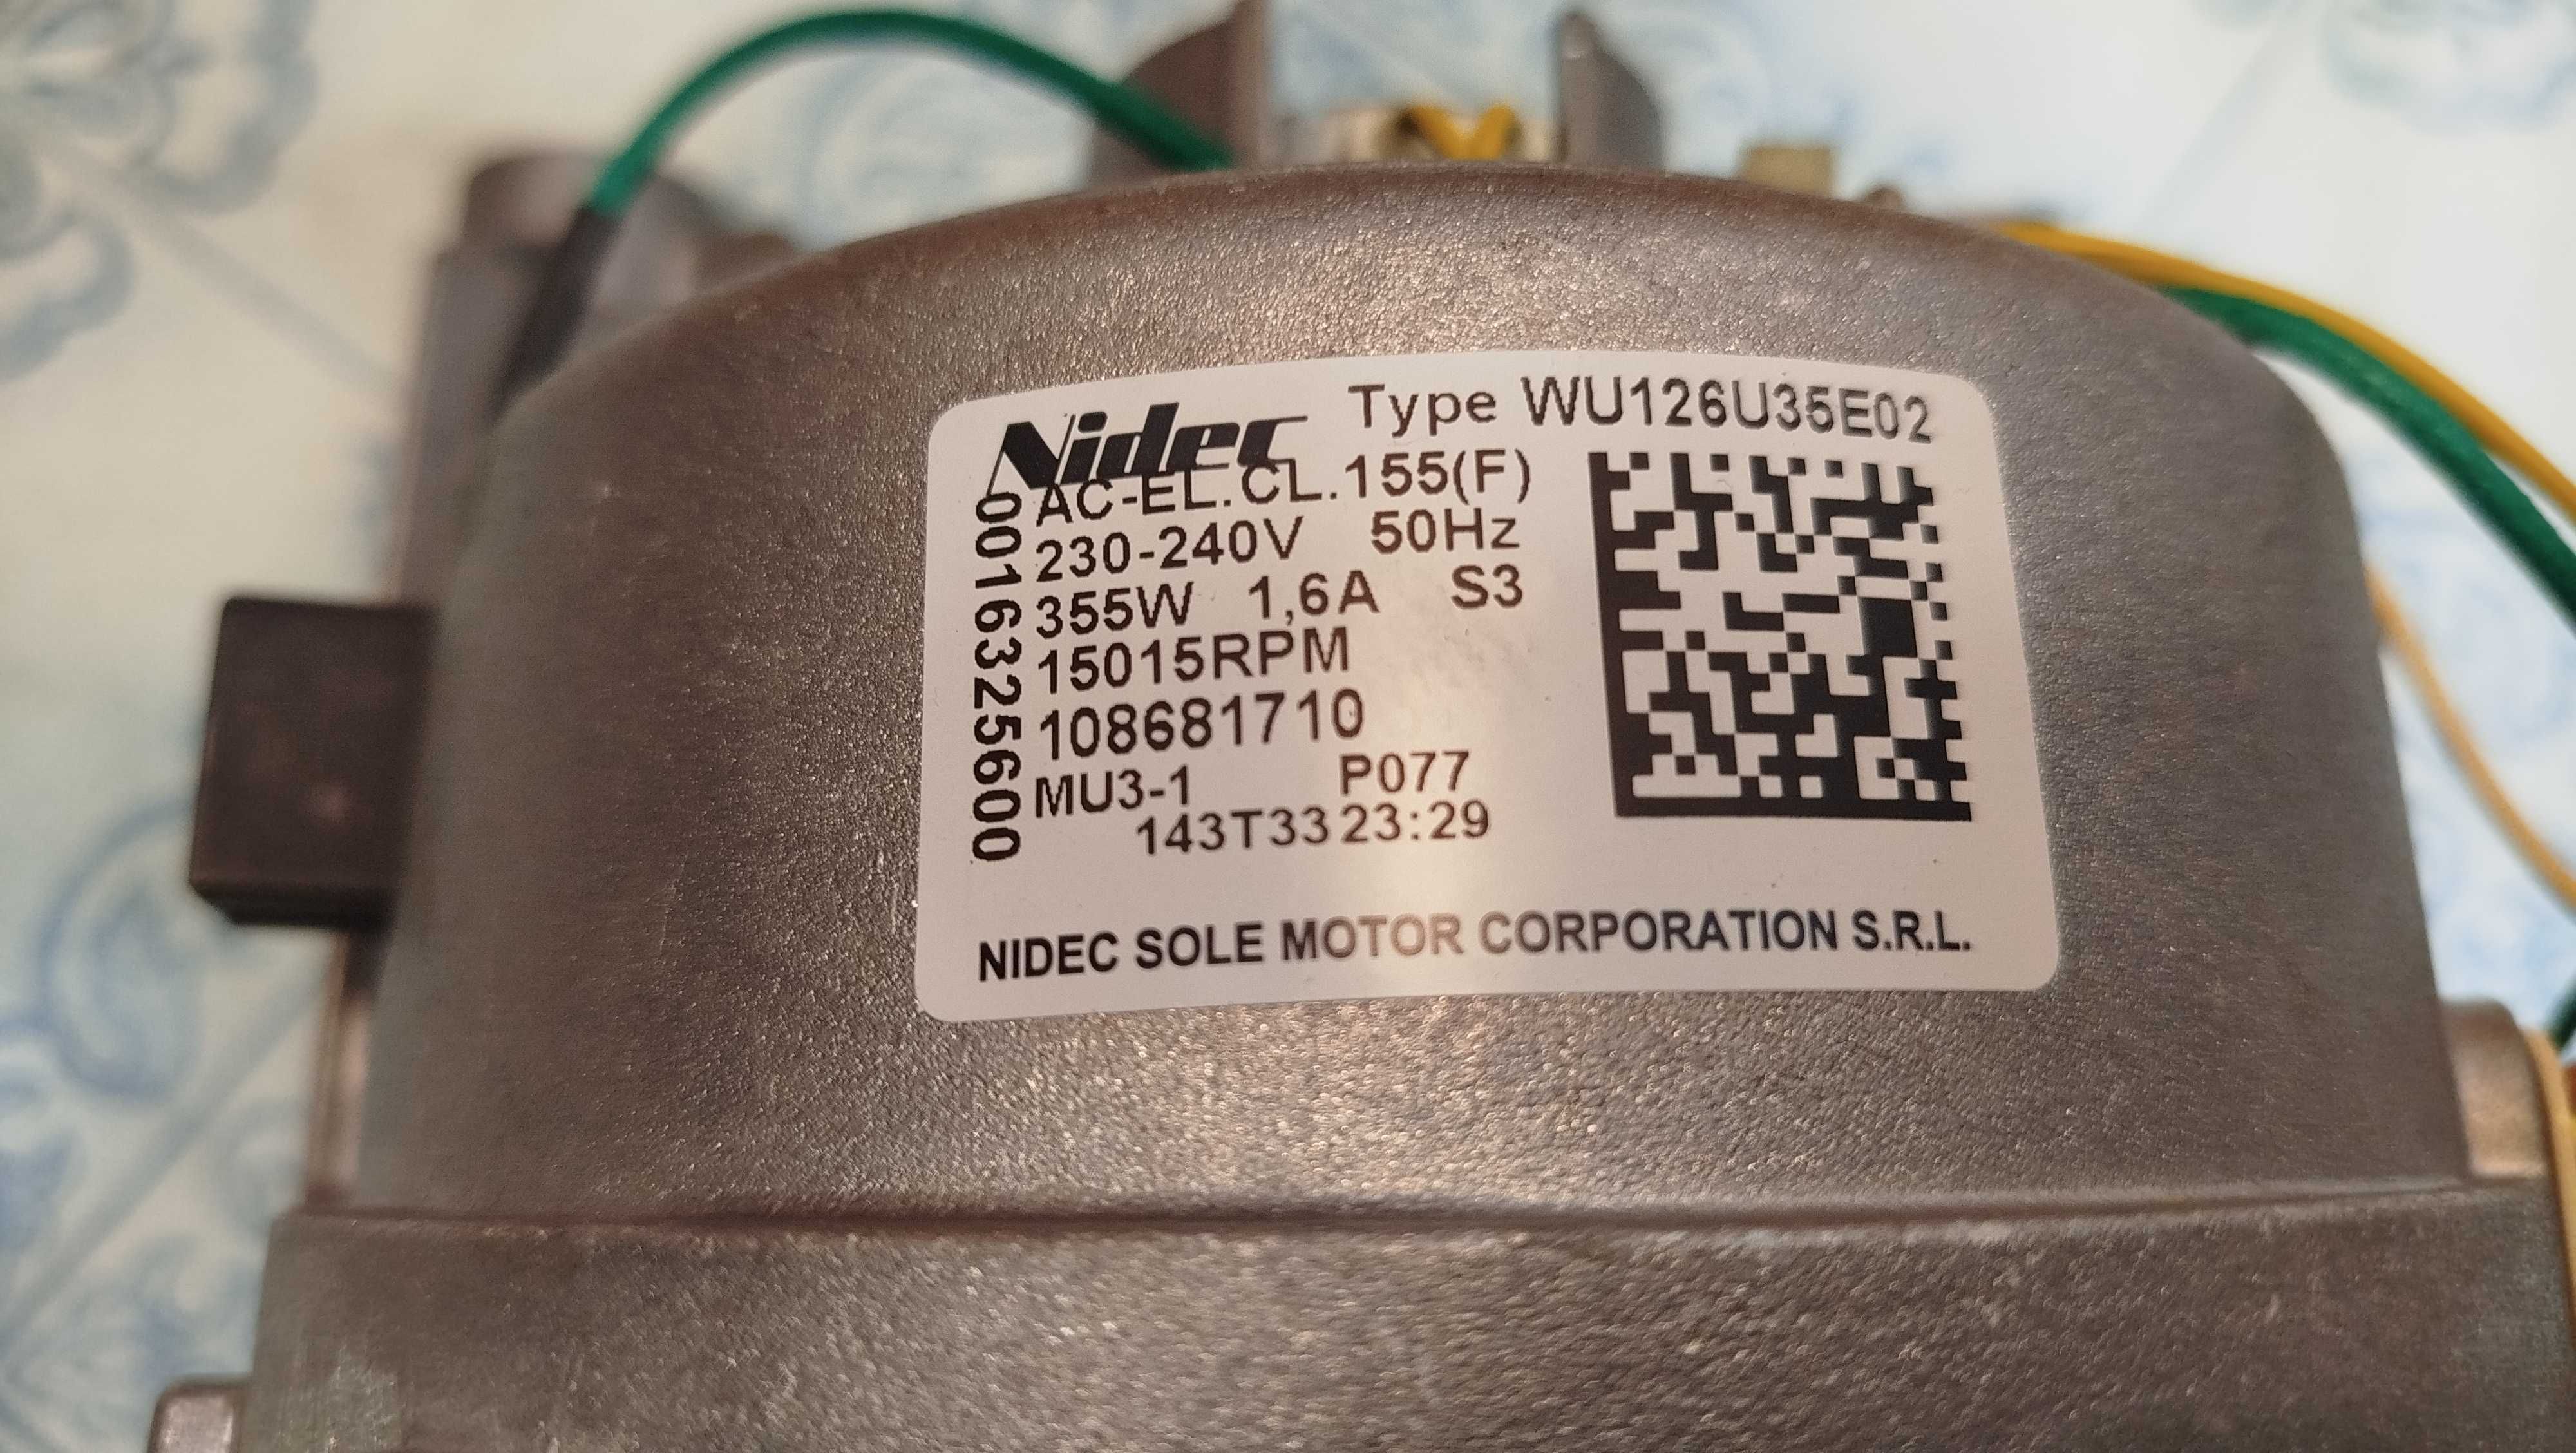 Nidec Type WU126U35E02
AC-EL.CL.155(F)
230-240V 50Hz
355W 1,6A S3
15015RPM
108681710
MU3-1 P077
143T33 23:29
0016325600
NIDEC SOLE MOTOR CORPORATION S.R.L.